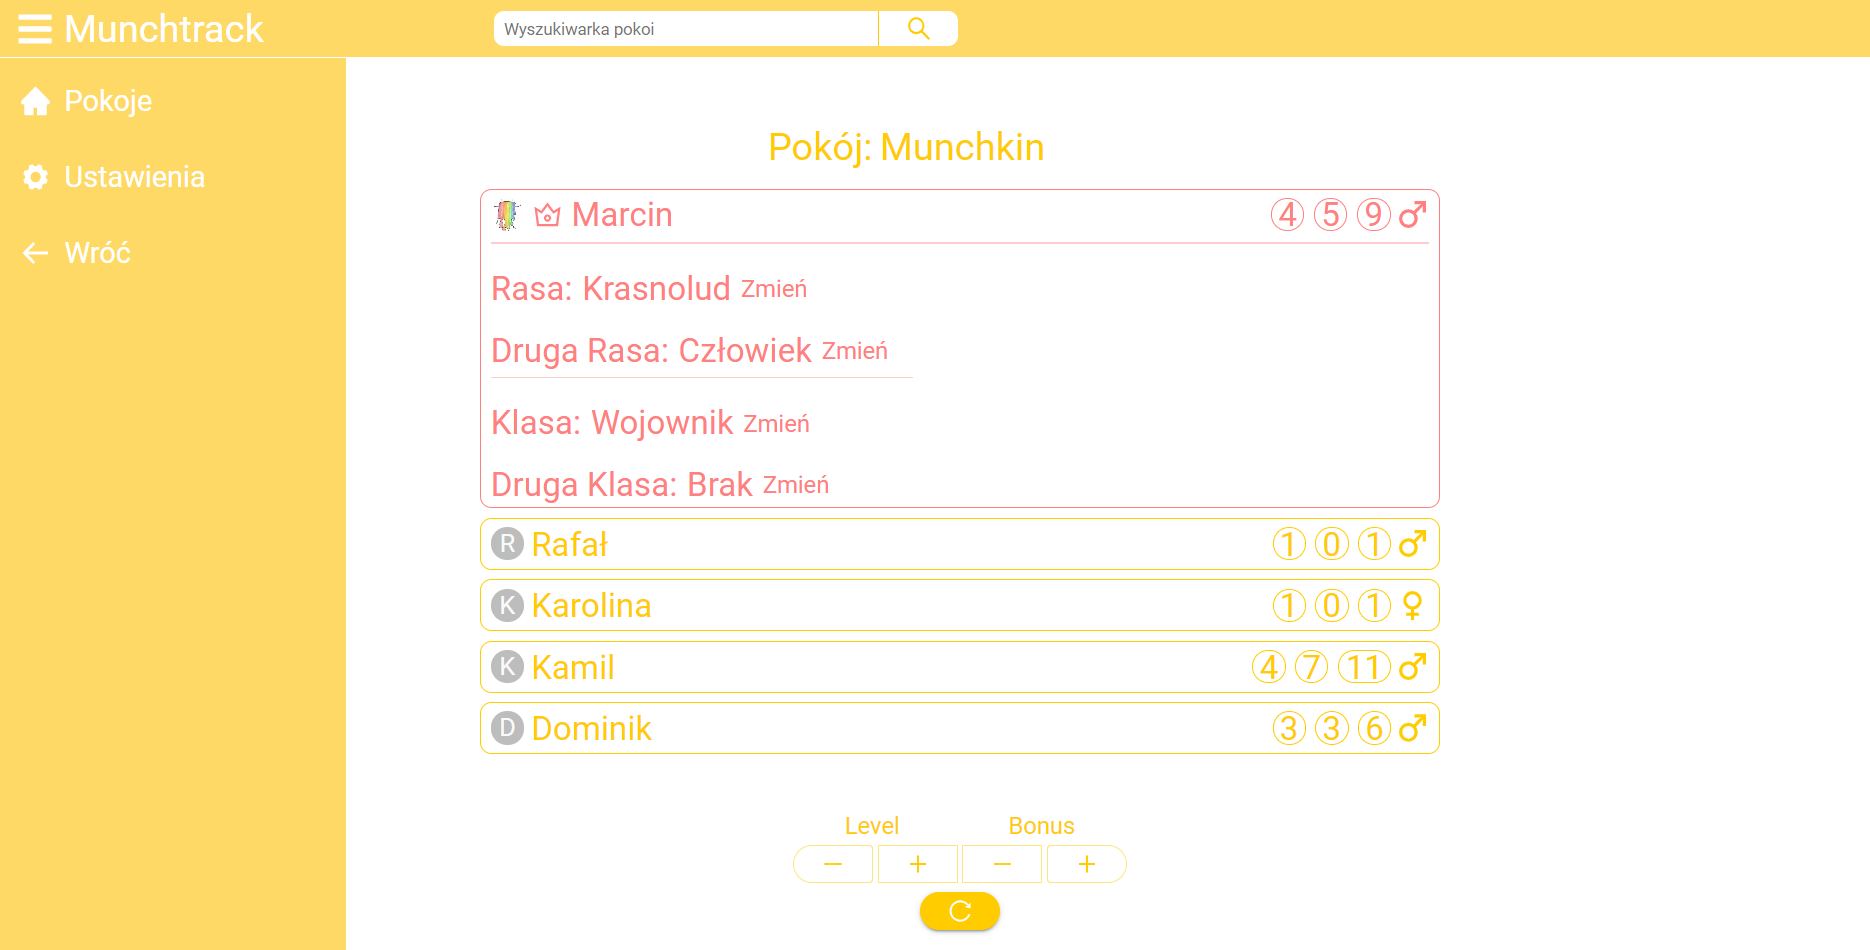 Munchtrack
Wyszukiwarka pokoi
Pokoje
Ustawienia
Wróć
Pokój: Munchkin
Marcin 4 5 9
Rasa: Krasnolud Zmień
Druga Rasa: Człowiek Zmień
Klasa: Wojownik Zmień
Druga Klasa: Brak Zmień
R Rafał 1 0 1
K Karolina 1 0 1
K Kamil 4 7 11
D Dominik 3 3 6
Level Bonus
− + − +